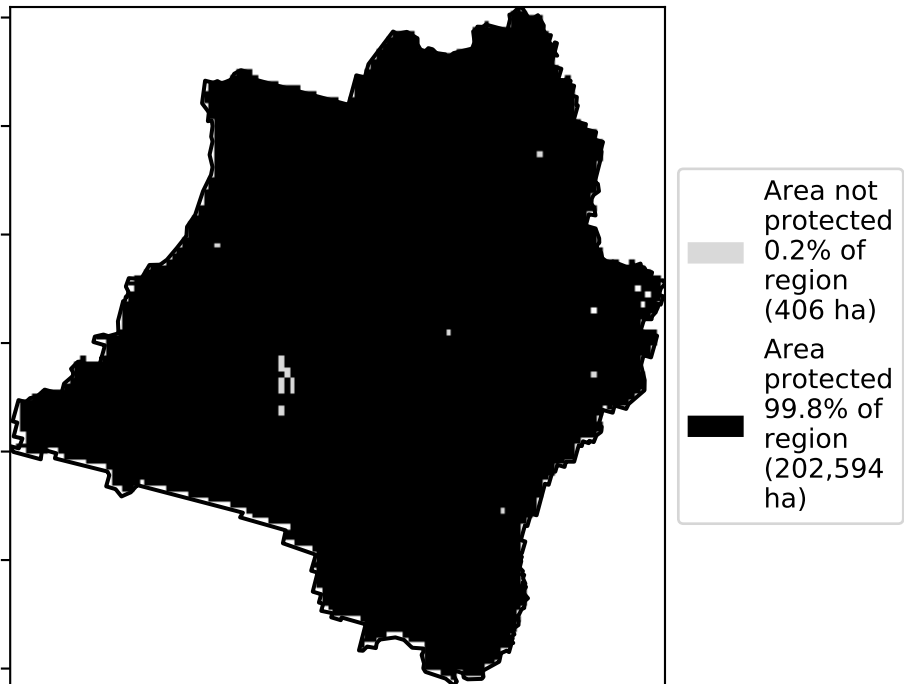 Area not
protected
0.2% of
region
(406 ha)
Area
protected
99.8% of
region
(202,594
ha)